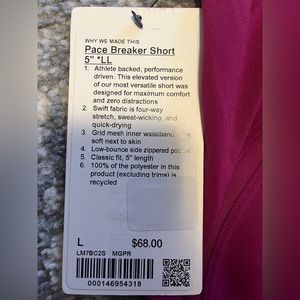 WHY WE MADE THIS
Pace Breaker Short
5" *LL
1. Athlete backed, performance
driven. This elevated version
of our most versatile short was
designed for maximum comfort
and zero distractions
2. Swift fabric is four-way
stretch, sweat-wicking, and
quick-drying
3. Grid mesh inner waistband
soft next to skin
4. Low-bounce side zippered pocket
5. Classic fit, 5" length
6. 100% of the polyester in this
product (excluding trims) is
recycled
L $68.00
LM7BC2S MGPR
000146954318